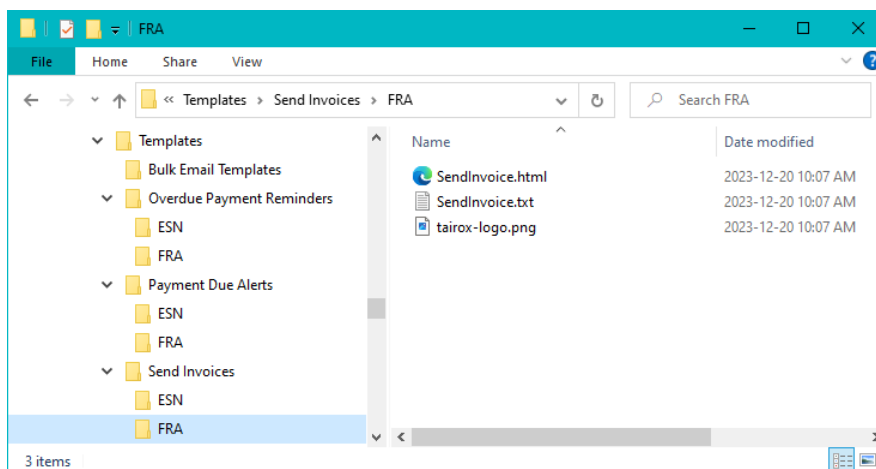 FRA
File Home Share View
« Templates > Send Invoices > FRA Search FRA
Templates
Bulk Email Templates
Overdue Payment Reminders
ESN
FRA
Payment Due Alerts
ESN
FRA
Send Invoices
ESN
FRA
Name Date modified
SendInvoice.html 2023-12-20 10:07 AM
SendInvoice.txt 2023-12-20 10:07 AM
tairox-logo.png 2023-12-20 10:07 AM
3 items